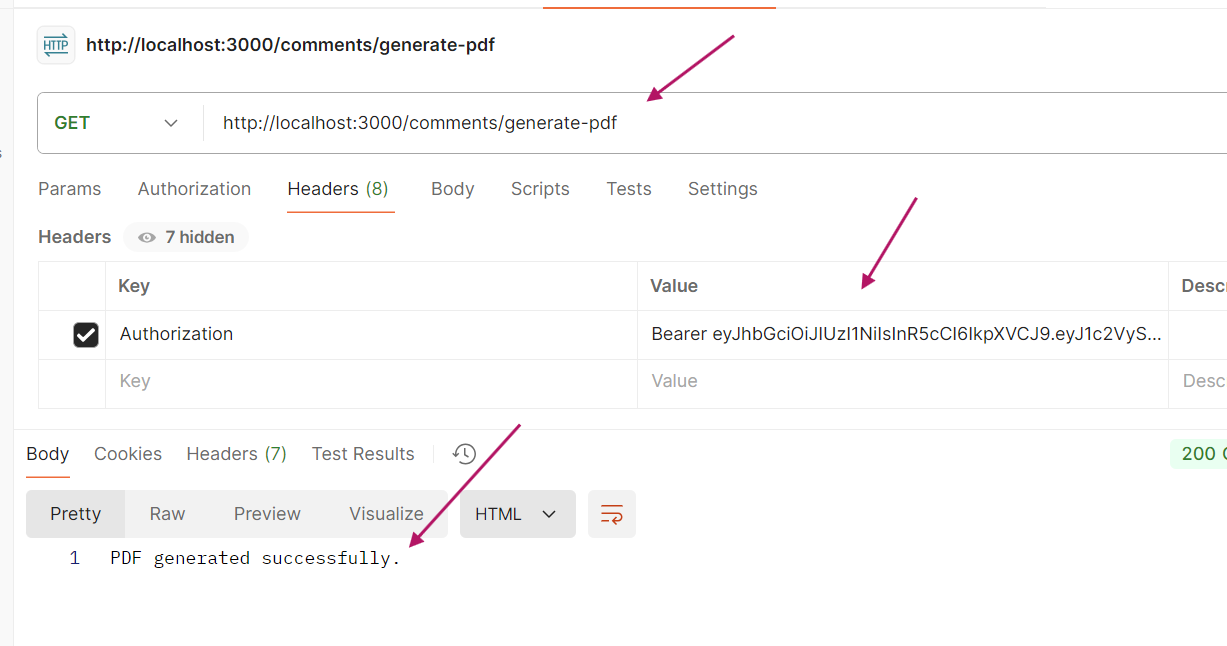 HTTP http://localhost:3000/comments/generate-pdf
GET http://localhost:3000/comments/generate-pdf
Params Authorization Headers (8) Body Scripts Tests Settings
Headers 7 hidden
Key Value Descr
Authorization Bearer eyJhbGciOiJIUzI1NiIsInR5cCI6IkpXVCJ9.eyJ1c2VyS...
Key Value Desc
Body Cookies Headers (7) Test Results 200
Pretty Raw Preview Visualize HTML
1 PDF generated successfully.